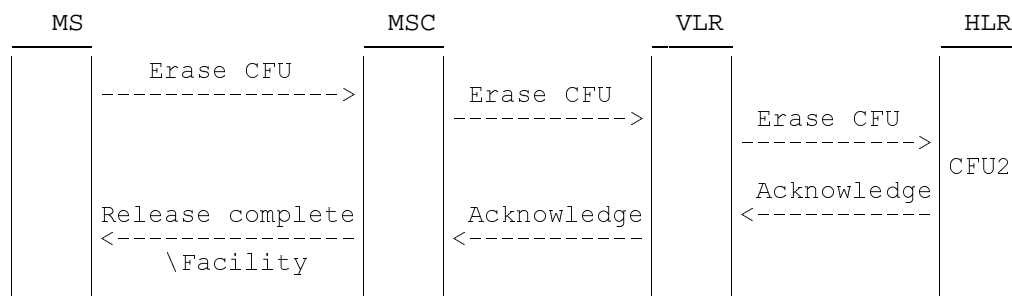 MS MSC VLR HLR
Erase CFU
Erase CFU
Erase CFU
CFU2
Acknowledge
Release complete Acknowledge
\Facility